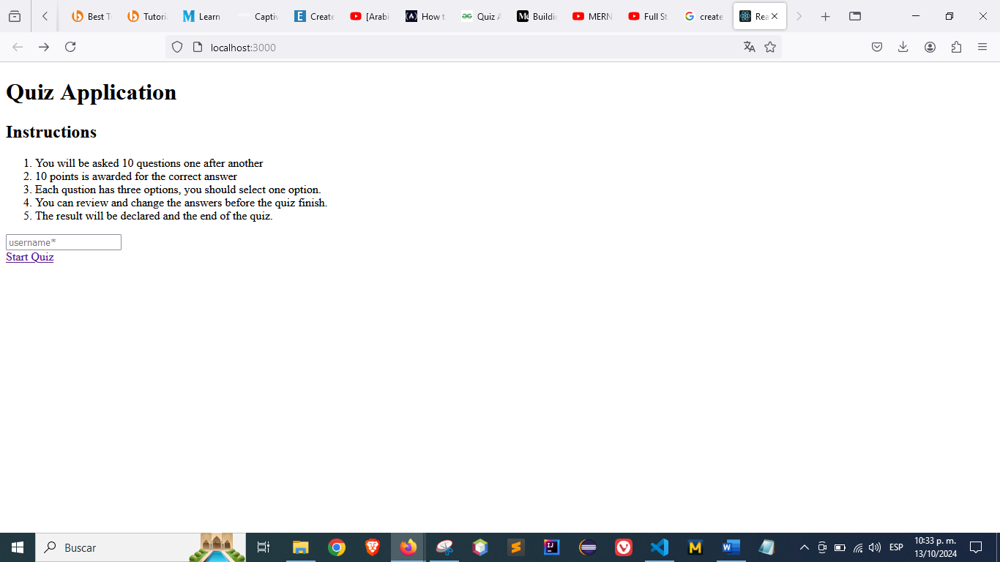 Best T
Tutori
Learn
Captiv
Create
[Arabi
How t
Quiz A
Buildin
MERN
Full St
create
Rea
localhost:3000
Quiz Application
Instructions
1. You will be asked 10 questions one after another
2. 10 points is awarded for the correct answer
3. Each qustion has three options, you should select one option.
4. You can review and change the answers before the quiz finish.
5. The result will be declared and the end of the quiz.
username*
Start Quiz
Buscar
ESP
10:33 p. m.
13/10/2024